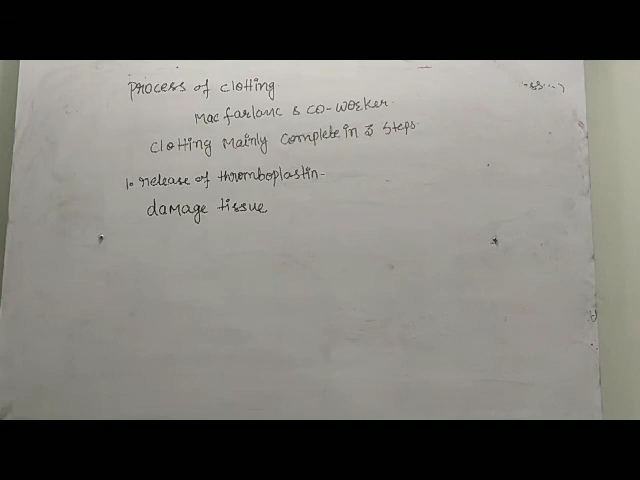 process of clotting
Mac farlane & co-worker.
Clotting Mainly Complete in 3 Steps.
1. release of thromboplastin-
damage tissue